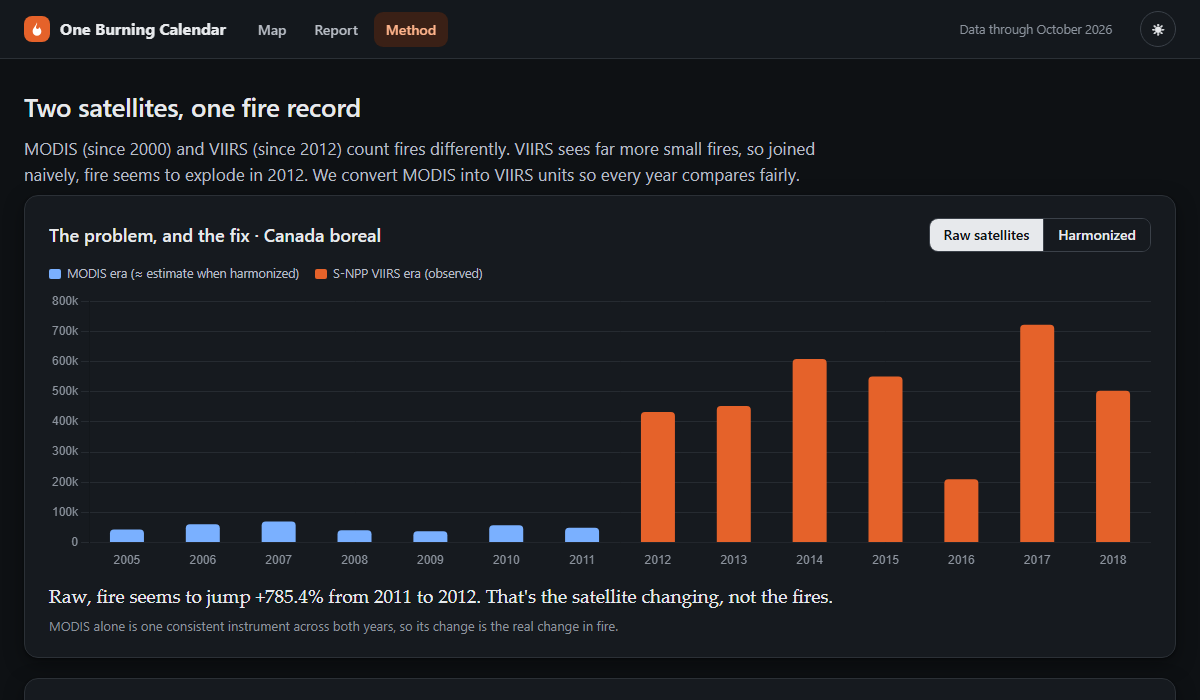 One Burning Calendar
Map
Report
Method
Data through October 2026
Two satellites, one fire record
MODIS (since 2000) and VIIRS (since 2012) count fires differently. VIIRS sees far more small fires, so joined
naively, fire seems to explode in 2012. We convert MODIS into VIIRS units so every year compares fairly.
The problem, and the fix · Canada boreal
Raw satellites
Harmonized
MODIS era (≈ estimate when harmonized)
S-NPP VIIRS era (observed)
800k
700k
600k
500k
400k
300k
200k
100k
0
2005
2006
2007
2008
2009
2010
2011
2012
2013
2014
2015
2016
2017
2018
Raw, fire seems to jump +785.4% from 2011 to 2012. That's the satellite changing, not the fires.
MODIS alone is one consistent instrument across both years, so its change is the real change in fire.